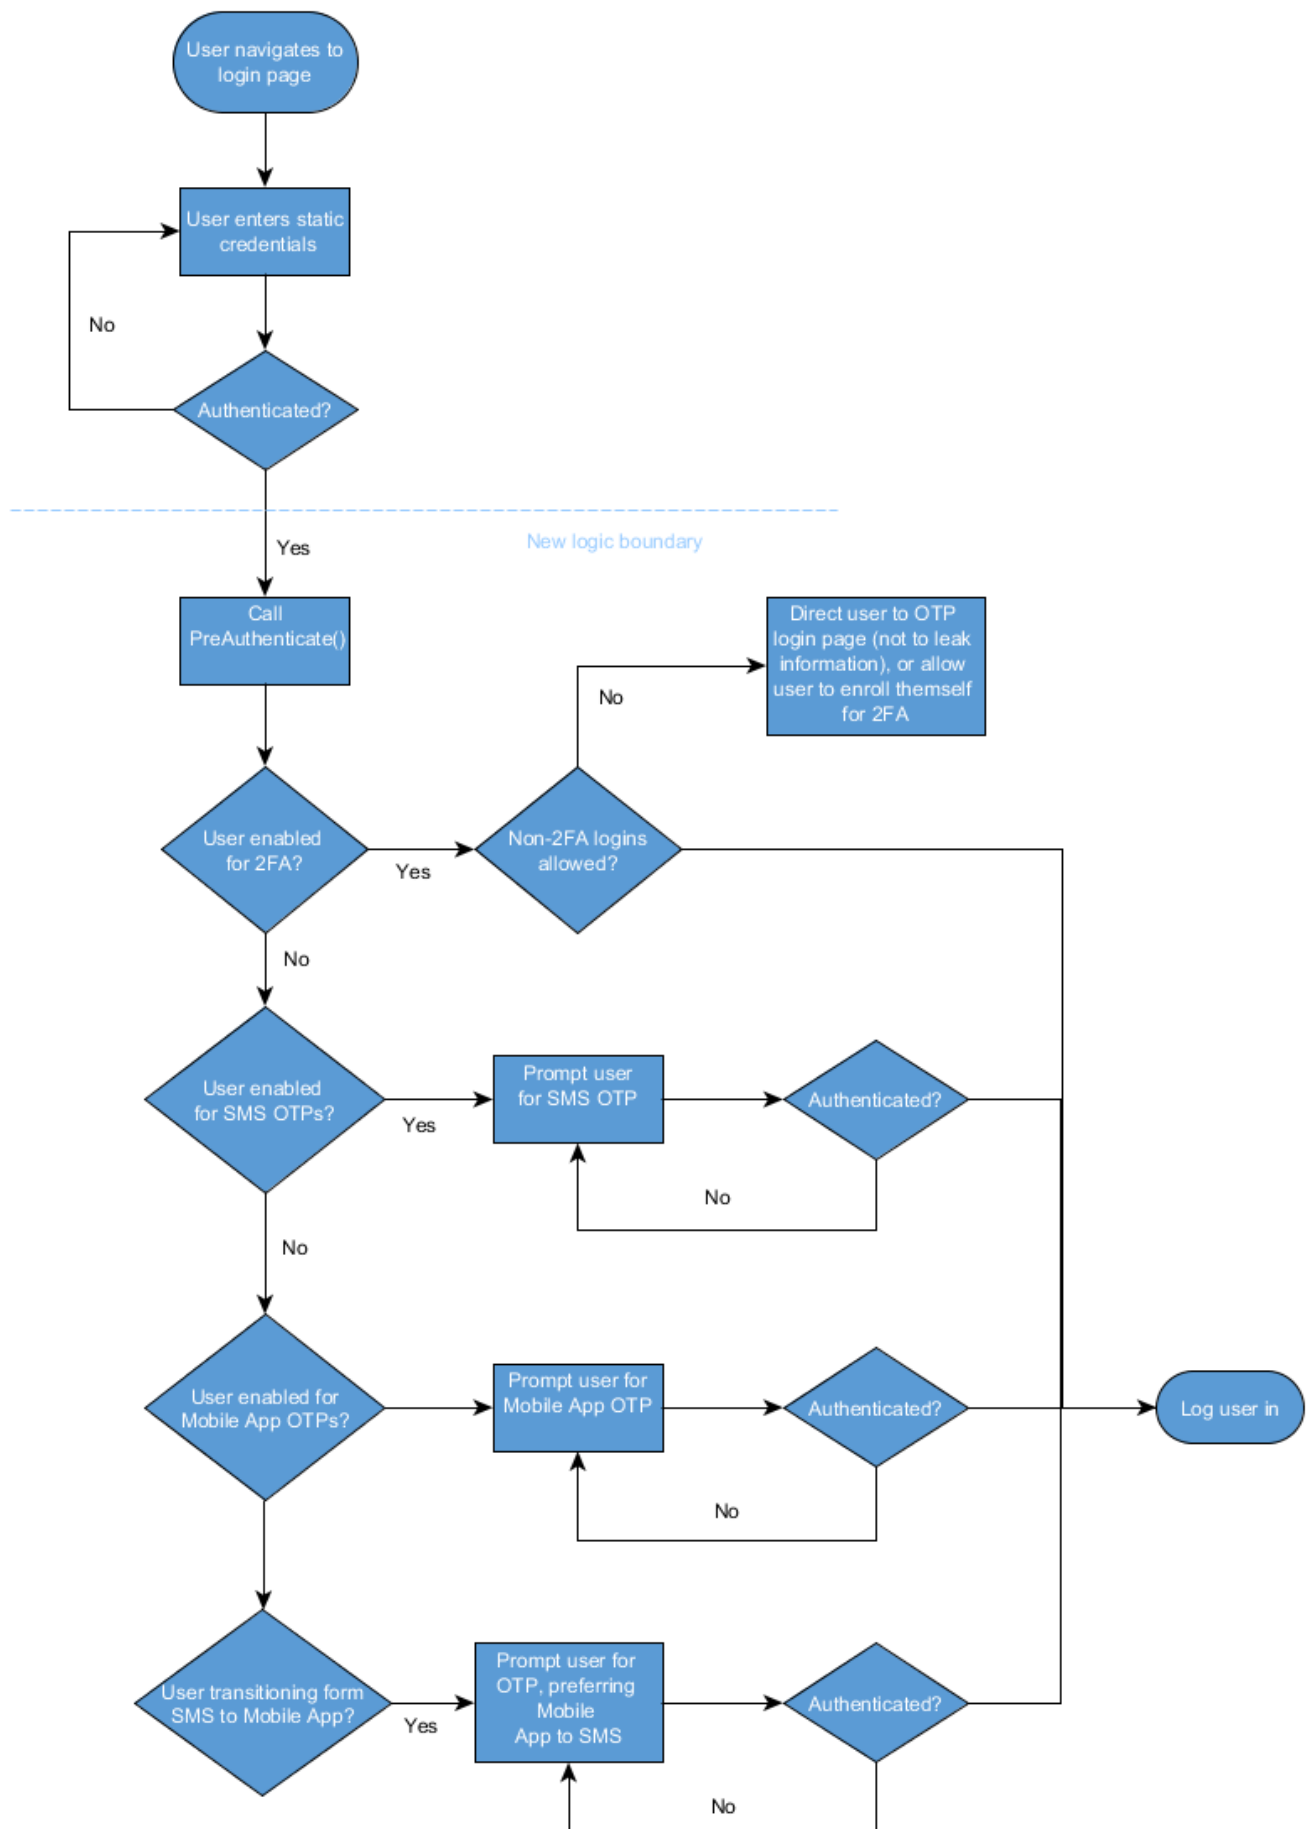 User navigates to
login page
User enters static
credentials
No
Authenticated?
New logic boundary
Yes
Call
PreAuthenticate()
Direct user to OTP
login page (not to leak
information), or allow
user to enroll themself
for 2FA
No
User enabled
for 2FA?
Yes
Non-2FA logins
allowed?
No
User enabled
for SMS OTPs?
Yes
Prompt user
for SMS OTP
Authenticated?
No
No
User enabled for
Mobile App OTPs?
Prompt user for
Mobile App OTP
Authenticated?
Log user in
No
User transitioning form
SMS to Mobile App?
Yes
Prompt user for
OTP, preferring
Mobile
App to SMS
Authenticated?
No